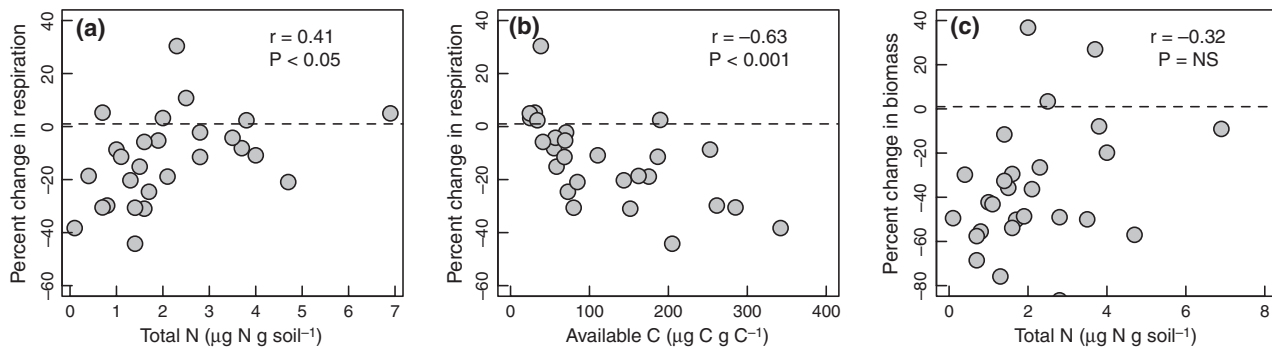 (a)
r = 0.41
P < 0.05
Percent change in respiration
40
20
0
−20
−40
−60
0 1 2 3 4 5 6 7
Total N (μg N g soil⁻¹)
(b)
r = −0.63
P < 0.001
Percent change in respiration
40
20
0
−20
−40
−60
0 100 200 300 400
Available C (μg C g C⁻¹)
(c)
r = −0.32
P = NS
Percent change in biomass
40
20
0
−20
−40
−60
−80
0 2 4 6 8
Total N (μg N g soil⁻¹)